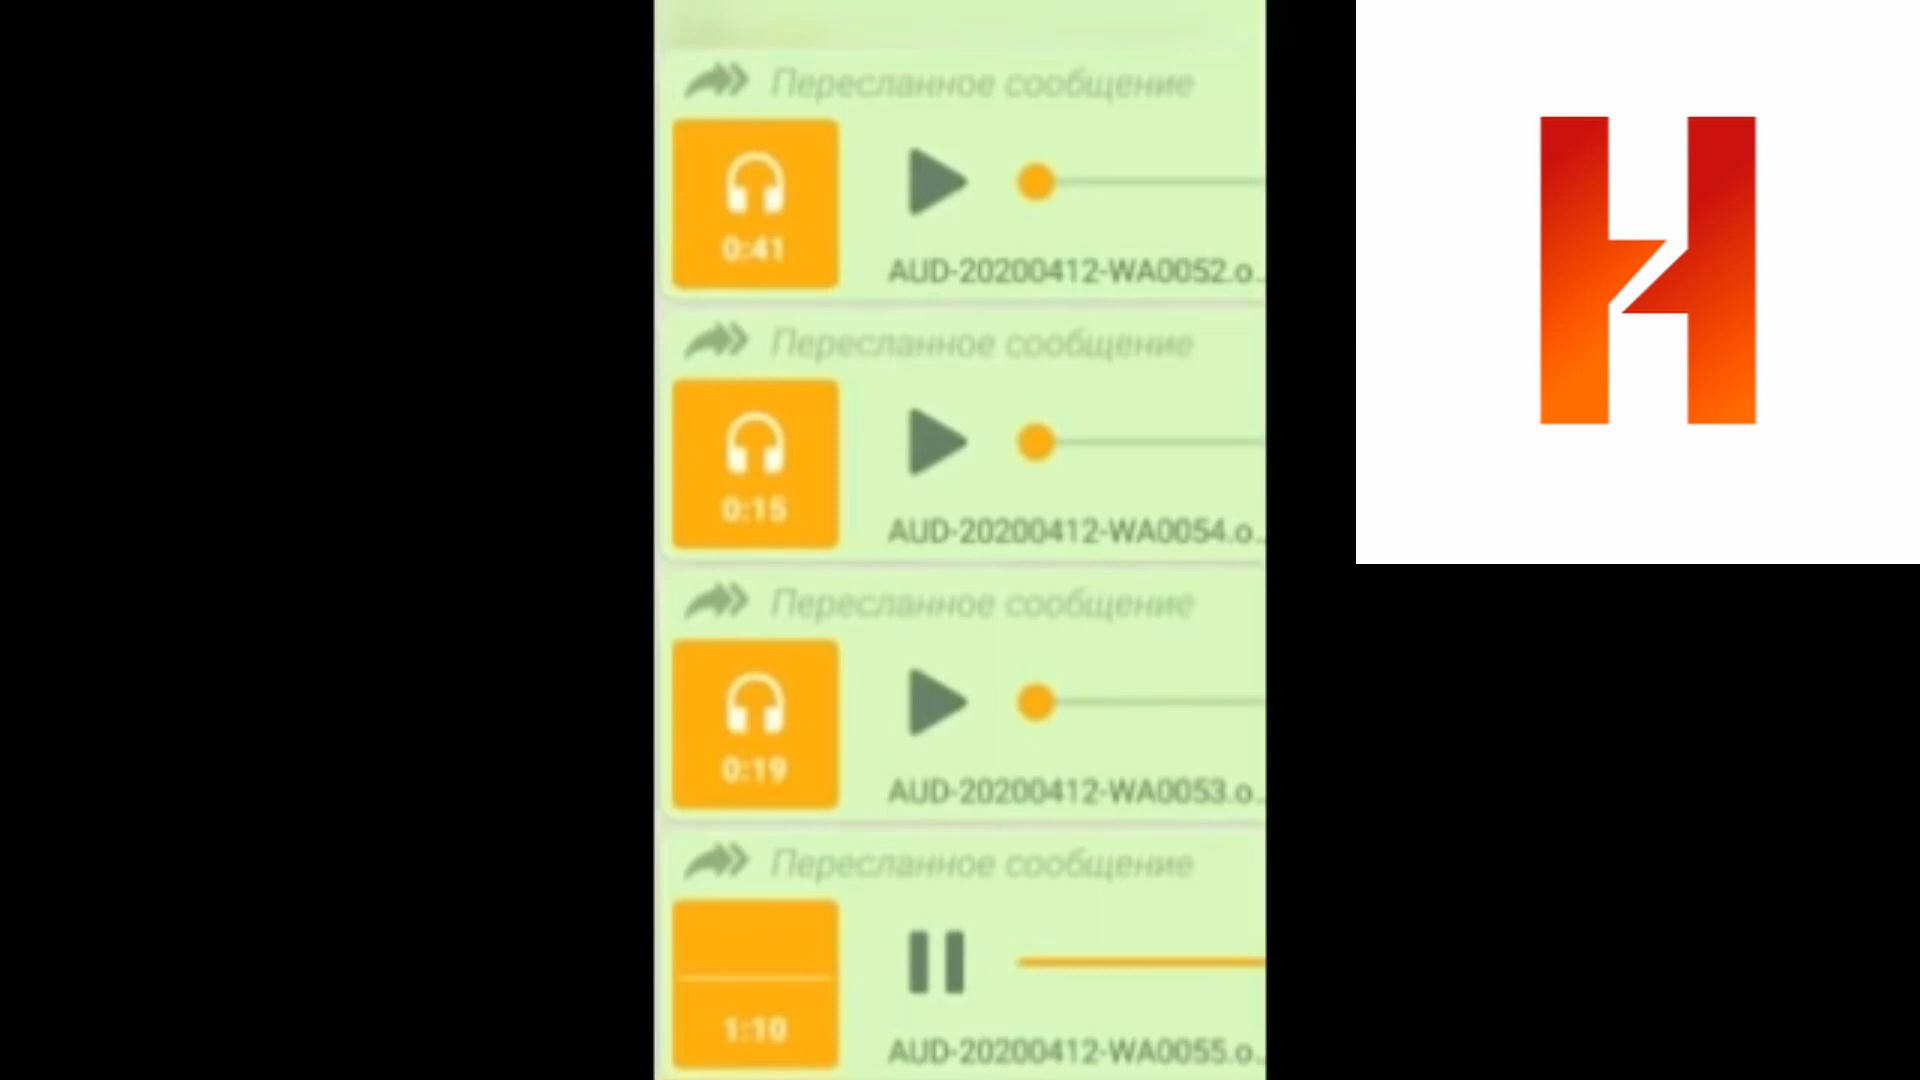 Пересланное сообщение
0:41
AUD-20200412-WA0052.o..
Пересланное сообщение
0:15
AUD-20200412-WA0054.o..
Пересланное сообщение
0:19
AUD-20200412-WA0053.o..
Пересланное сообщение
1:10
AUD-20200412-WA0055.o..
H